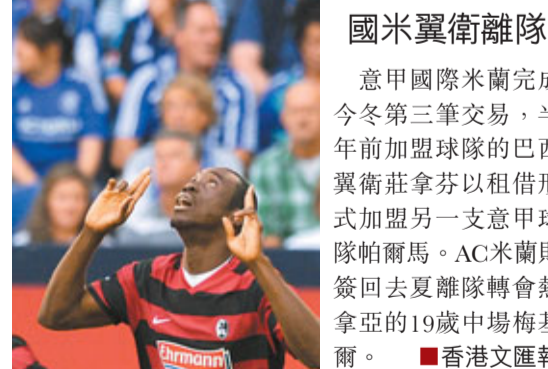 國米翼衛離隊
意甲國際米蘭完成
今冬第三筆交易，半
年前加盟球隊的巴西
翼衛莊拿芬以租借形
式加盟另一支意甲球
隊帕爾馬。AC米蘭則
簽回去夏離隊轉會熱
拿亞的19歲中場梅基
爾。 ■香港文匯報
Ehrmann